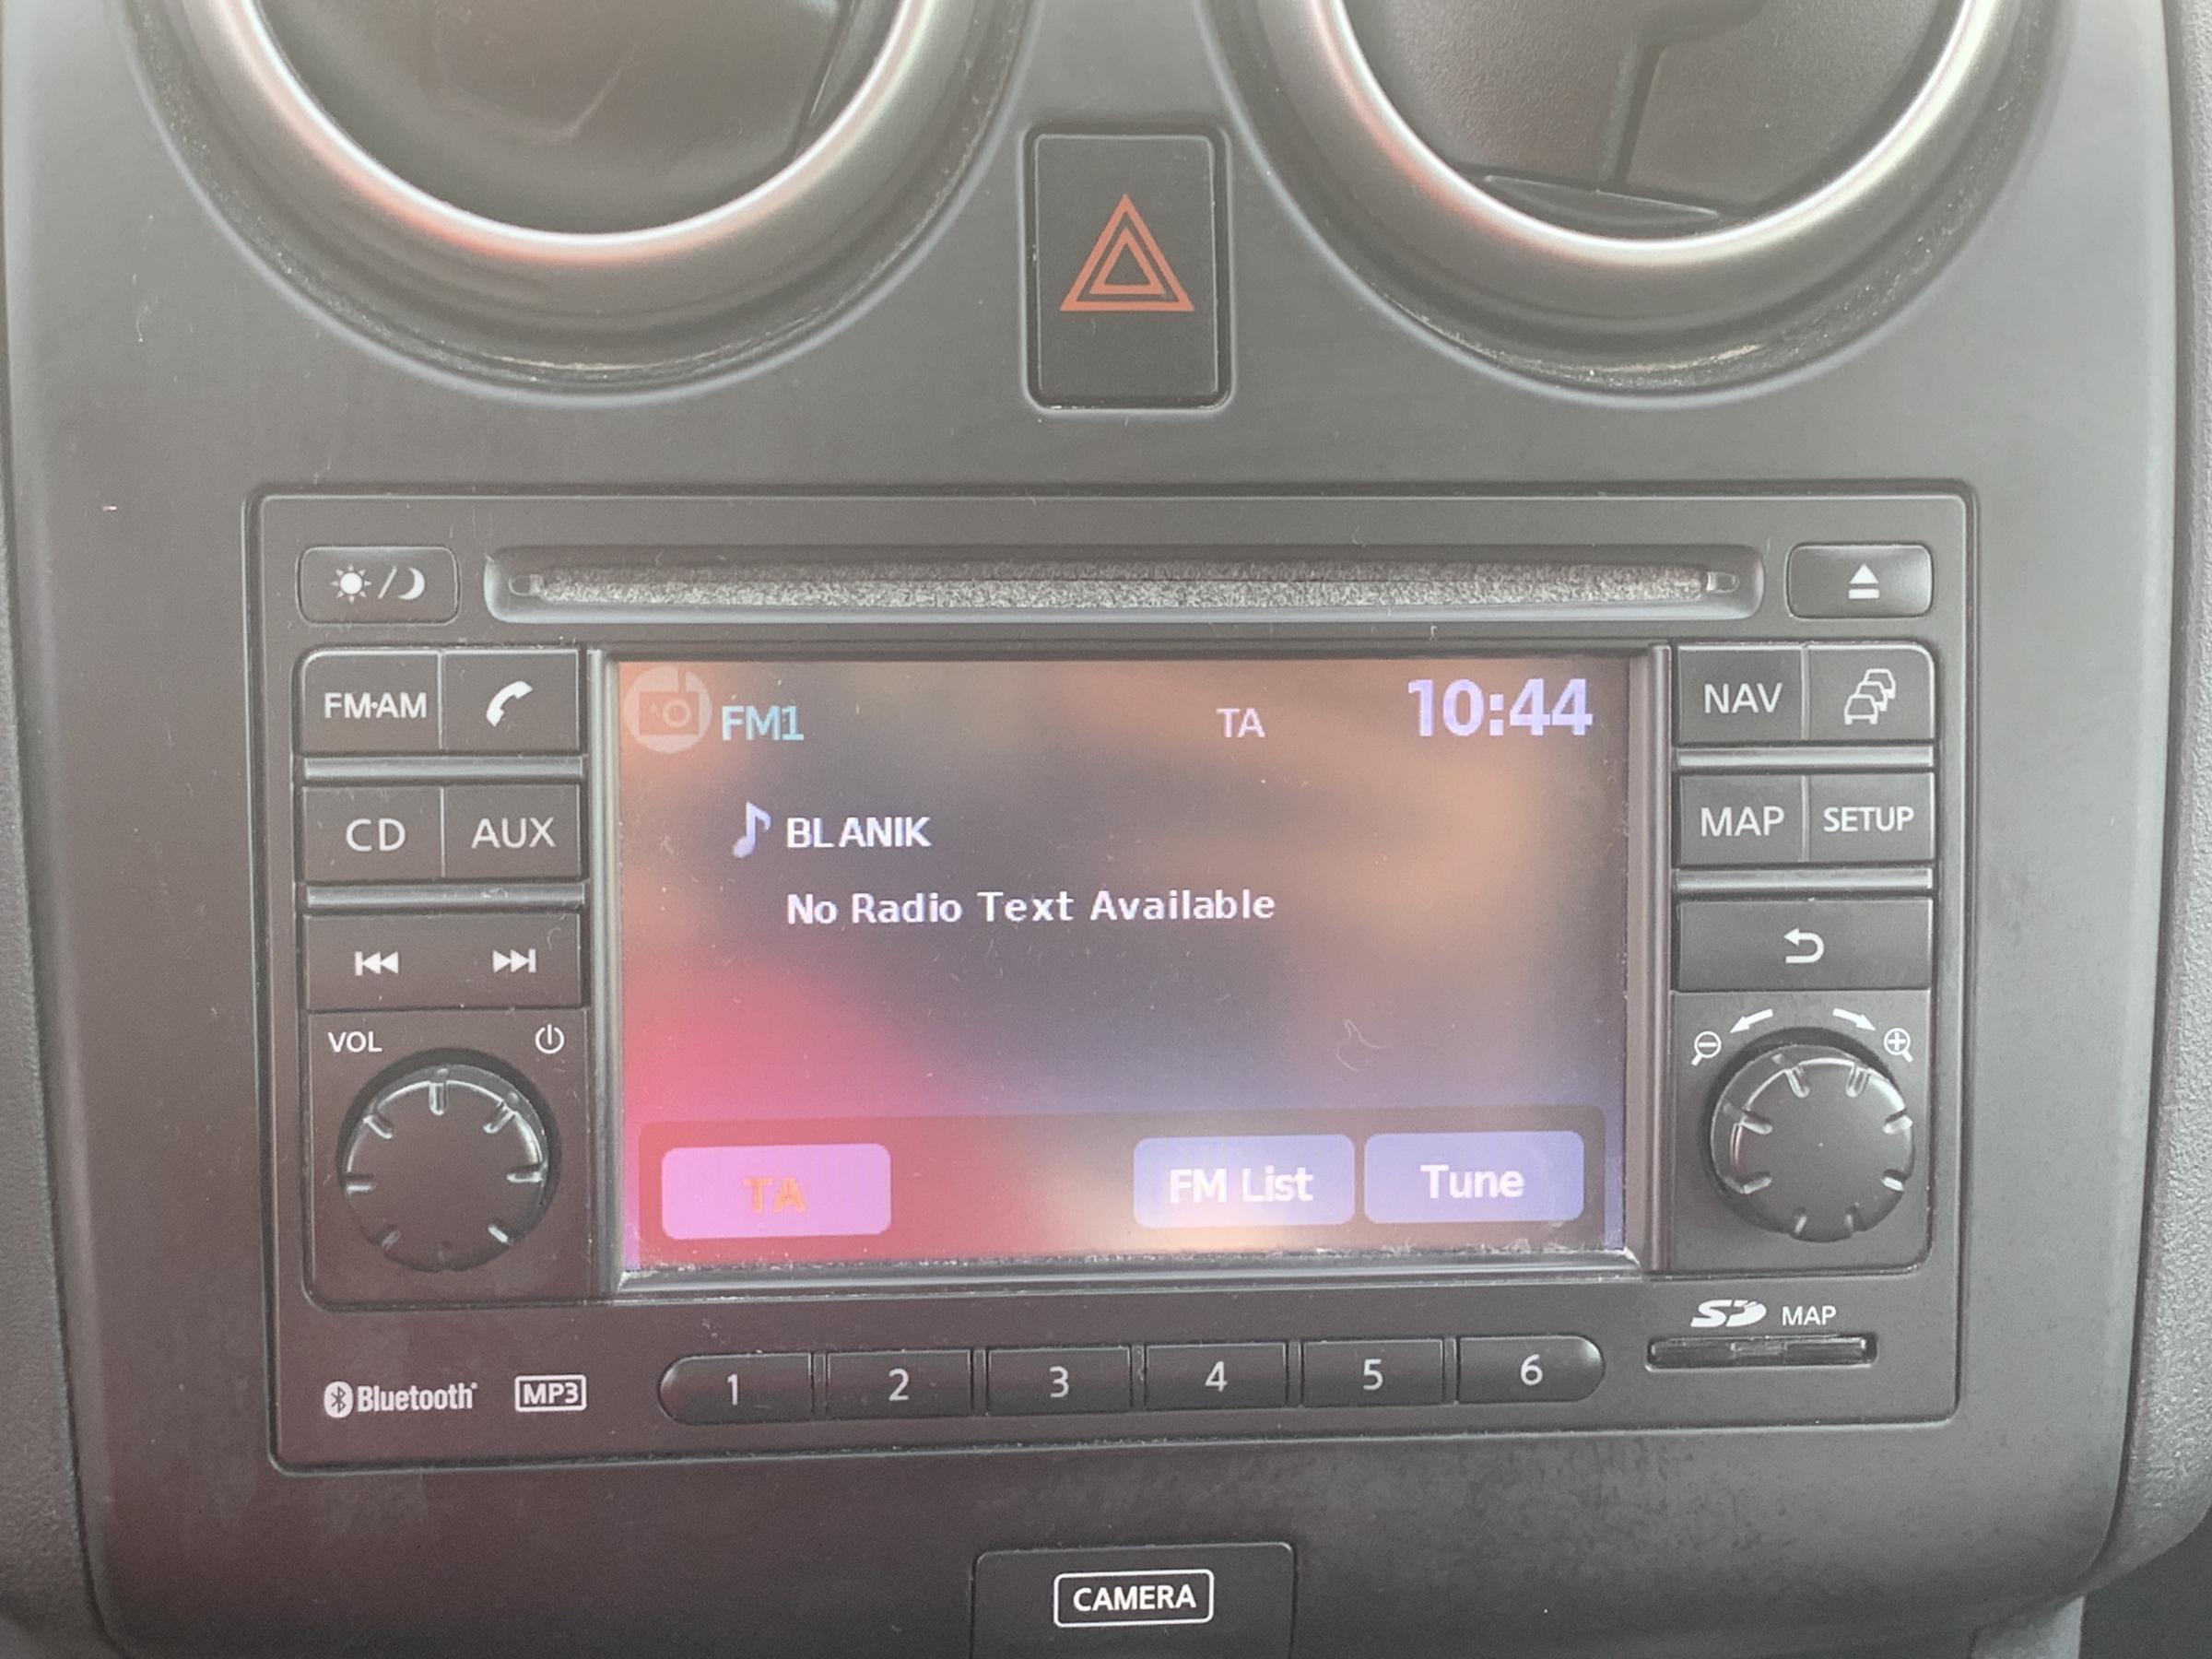 FM·AM
CD AUX
VOL
FM1 TA 10:44
BLANIK
No Radio Text Available
TA FM List Tune
NAV
MAP SETUP
SD MAP
Bluetooth® MP3 1 2 3 4 5 6
CAMERA